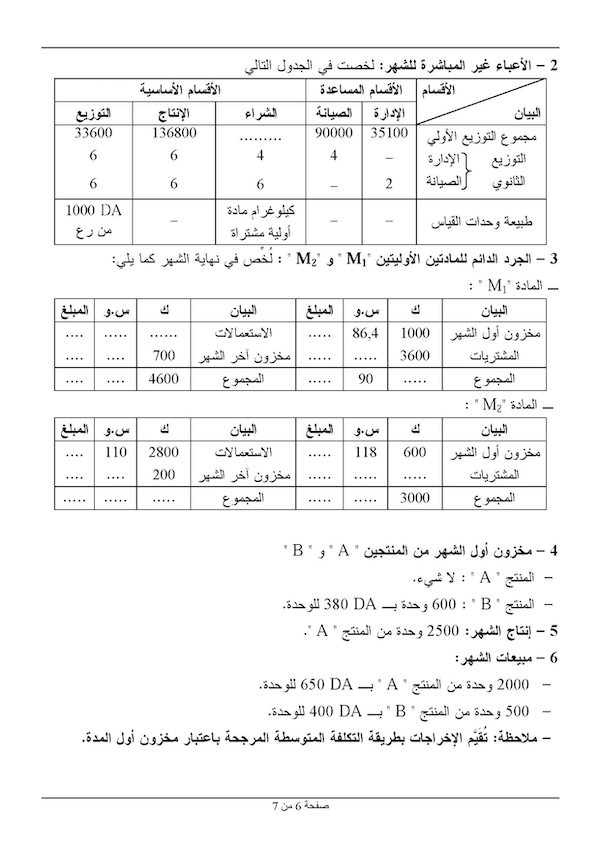 2 – الأعباء غير المباشرة للشهر: لخصت في الجدول التالي
الأقسام الأقسام المساعدة الأقسام الأساسية
البيان الإدارة الصيانة الشراء الإنتاج التوزيع
مجموع التوزيع الأولي 35100 90000 ......... 136800 33600
التوزيع الإدارة – 4 4 6 6
الثانوي الصيانة 2 – 6 6 6
طبيعة وحدات القياس – – كيلوغرام مادة أولية مشتراة – 1000 DA من رع
3 – الجرد الدائم للمادتين الأوليتين "M1" و "M2" : لُخِّص في نهاية الشهر كما يلي:
ــ المادة "M1" :
البيان ك س.و المبلغ البيان ك س.و المبلغ
مخزون أول الشهر 1000 86,4 ..... الاستعمالات ...... ..... ....
المشتريات 3600 ..... ..... مخزون آخر الشهر 700 .... ....
المجموع ..... 90 ..... المجموع 4600 .... ....
ــ المادة "M2" :
البيان ك س.و المبلغ البيان ك س.و المبلغ
مخزون أول الشهر 600 118 ..... الاستعمالات 2800 110 ....
المشتريات ..... ..... ..... مخزون آخر الشهر 200 .... ....
المجموع 3000 ..... ..... المجموع ..... ..... .....
4 – مخزون أول الشهر من المنتجين " A " و " B "
– المنتج " A " : لا شيء.
– المنتج " B " : 600 وحدة بـــ 380 DA للوحدة.
5 – إنتاج الشهر: 2500 وحدة من المنتج " A ".
6 – مبيعات الشهر:
– 2000 وحدة من المنتج " A " بـــ 650 DA للوحدة.
– 500 وحدة من المنتج " B " بـــ 400 DA للوحدة.
– ملاحظة: تُقَيَّم الإخراجات بطريقة التكلفة المتوسطة المرجحة باعتبار مخزون أول المدة.
صفحة 6 من 7